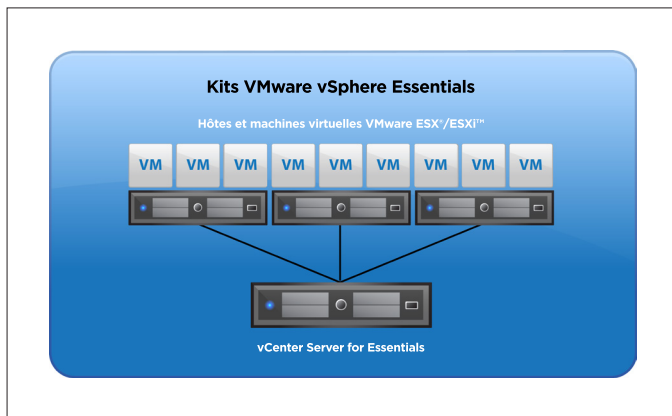 Kits VMware vSphere Essentials
Hôtes et machines virtuelles VMware ESX®/ESXi™
VM VM VM VM VM VM VM VM VM
vCenter Server for Essentials